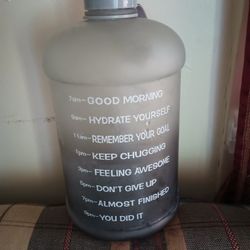 7am-GOOD MORNING
9am-HYDRATE YOURSELF
11am-REMEMBER YOUR GOAL
1pm-KEEP CHUGGING
3pm-FEELING AWESOME
5pm-DON'T GIVE UP
7pm-ALMOST FINISHED
9pm-YOU DID IT